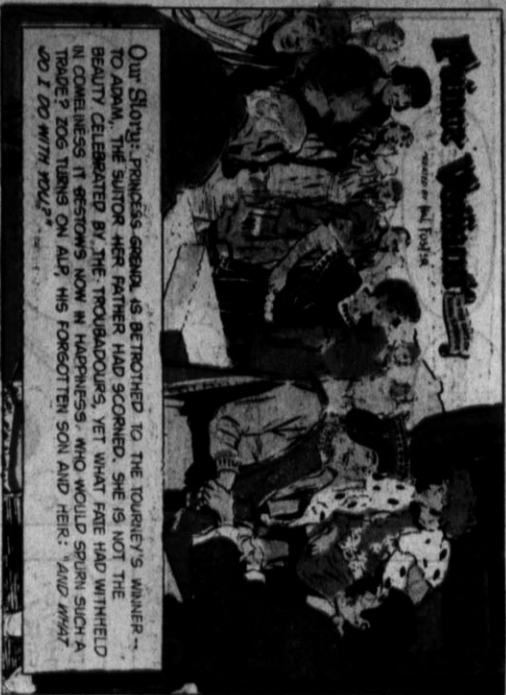 Prince Valiant
CREATED BY HAL FOSTER
Our Story: PRINCESS GRENDL IS BETROTHED TO THE TOURNEY'S WINNER--
TO ADAM, THE SUITOR HER FATHER HAD SCORNED. SHE IS NOT THE
BEAUTY CELEBRATED BY THE TROUBADOURS, YET WHAT FATE HAD WITHHELD
IN COMELINESS IT BESTOWS NOW IN HAPPINESS. WHO WOULD SPURN SUCH A
TRADE? ZOG TURNS ON ALP, HIS FORGOTTEN SON AND HEIR: "AND WHAT
DO I DO WITH YOU?"